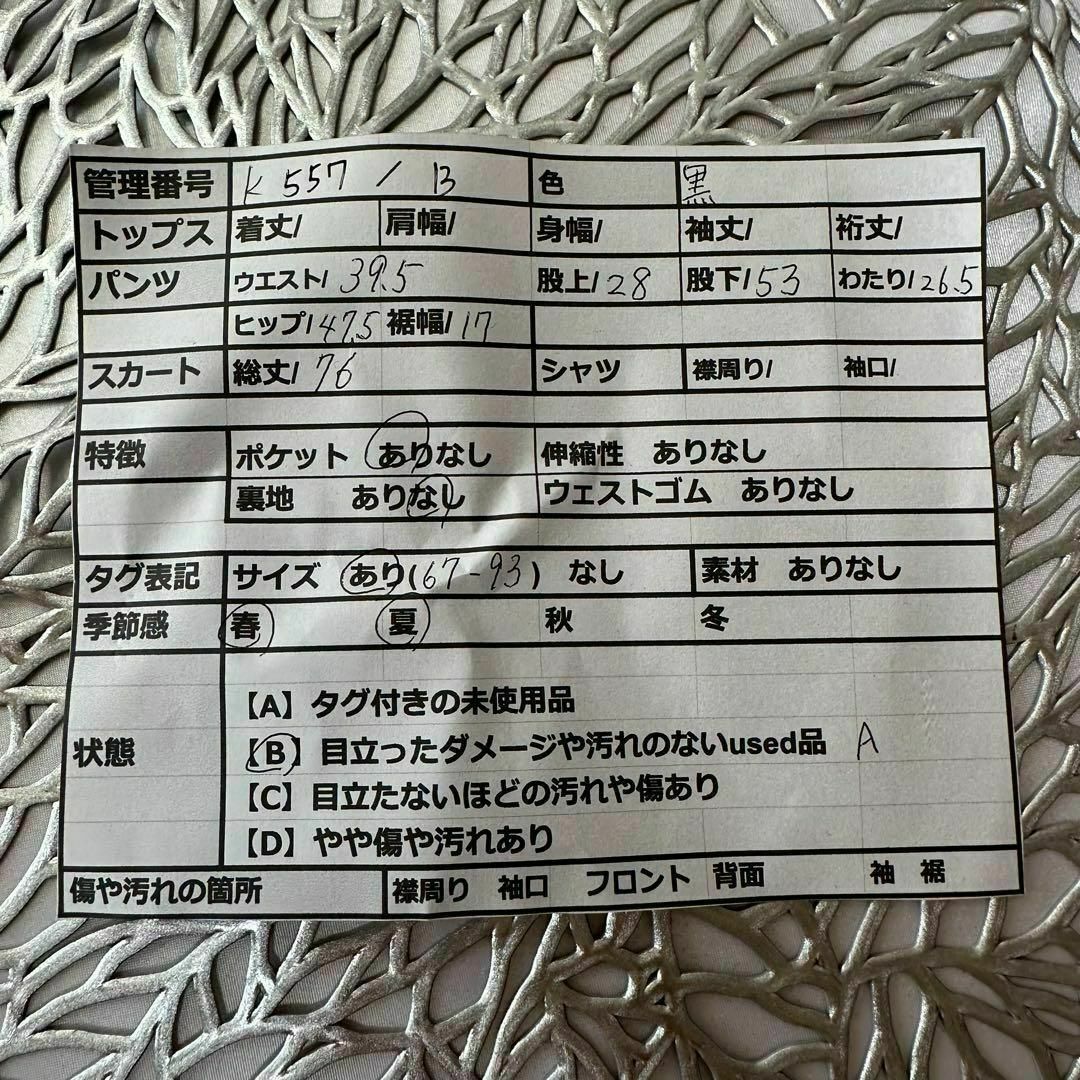 管理番号 K 557 / B 色 黒
トップス 着丈/ 肩幅/ 身幅/ 袖丈/ 裄丈/
パンツ ウエスト/ 39.5 股上/ 28 股下/ 53 わたり/ 26.5
ヒップ/ 47.5 裾幅/ 17
スカート 総丈/ 76 シャツ 襟周り/ 袖口/
特徴 ポケット ありなし 伸縮性 ありなし
裏地 ありなし ウェストゴム ありなし
タグ表記 サイズ あり(67-93) なし 素材 ありなし
季節感 春 夏 秋 冬
【A】タグ付きの未使用品
状態 【B】目立ったダメージや汚れのないused品 A
【C】目立たないほどの汚れや傷あり
【D】やや傷や汚れあり
傷や汚れの箇所 襟周り 袖口 フロント 背面 袖 裾